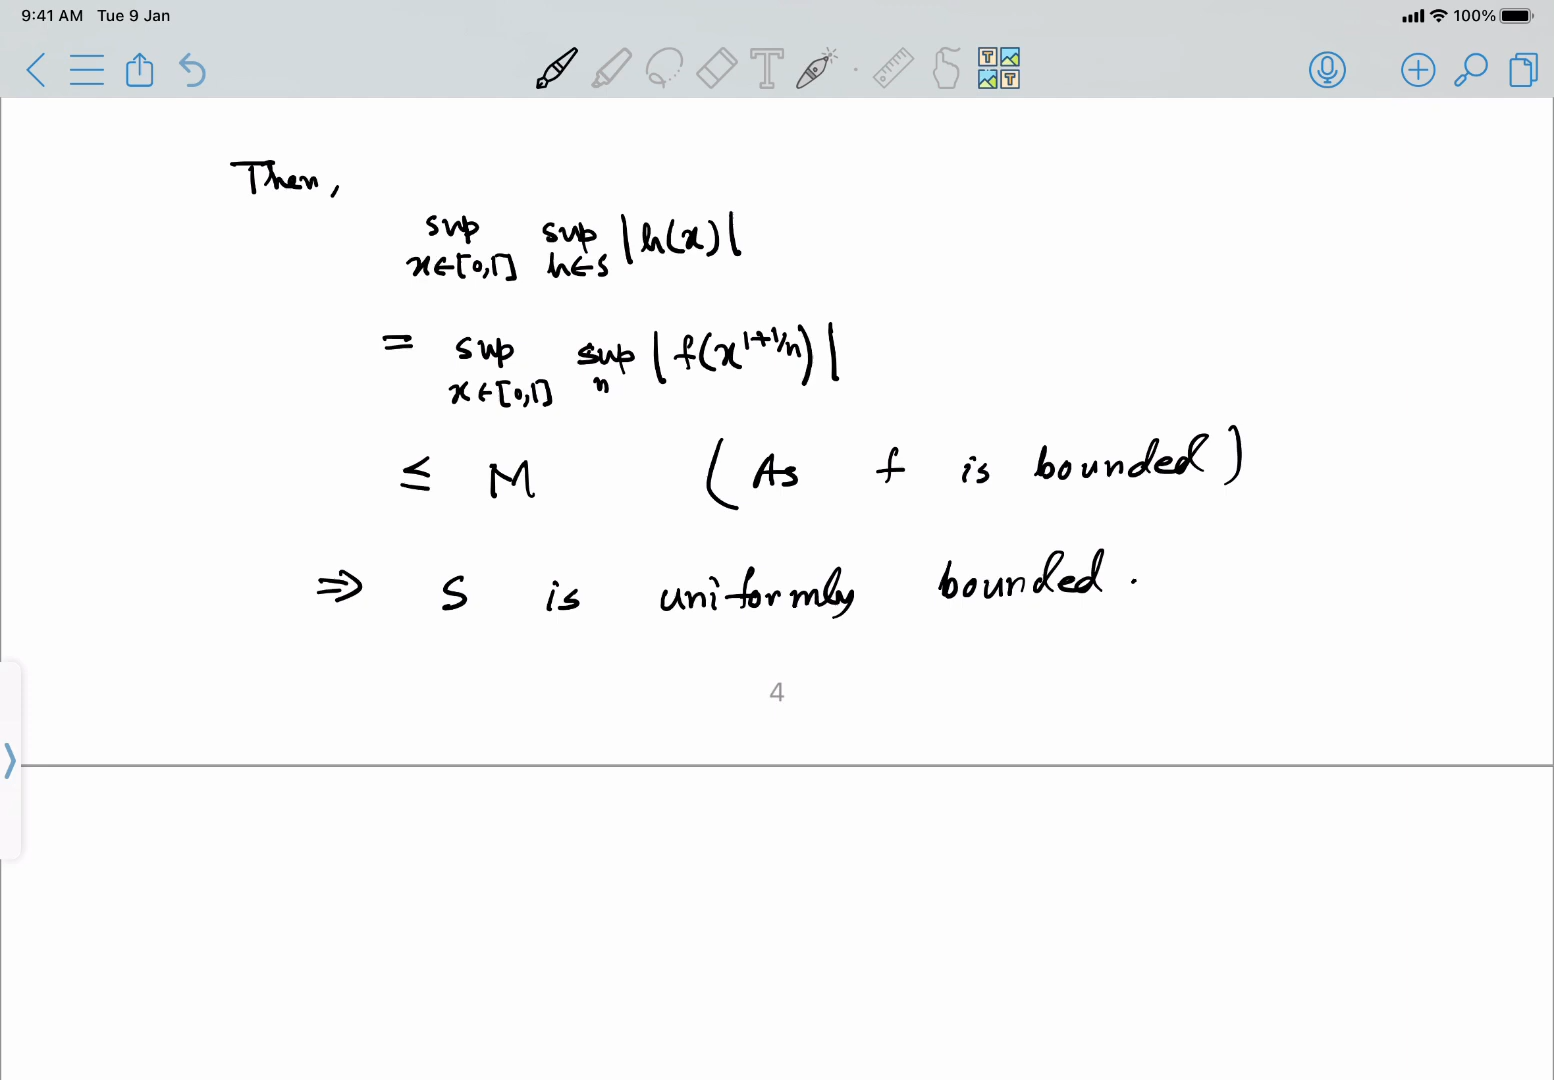 9:41 AM Tue 9 Jan 100%
T T T
Then,
sup sup |h(x)|
x∈[0,1] h∈S
= sup sup |f(x^{1+1/n})|
x∈[0,1] n
≤ M (As f is bounded)
⇒ S is uniformly bounded.
4